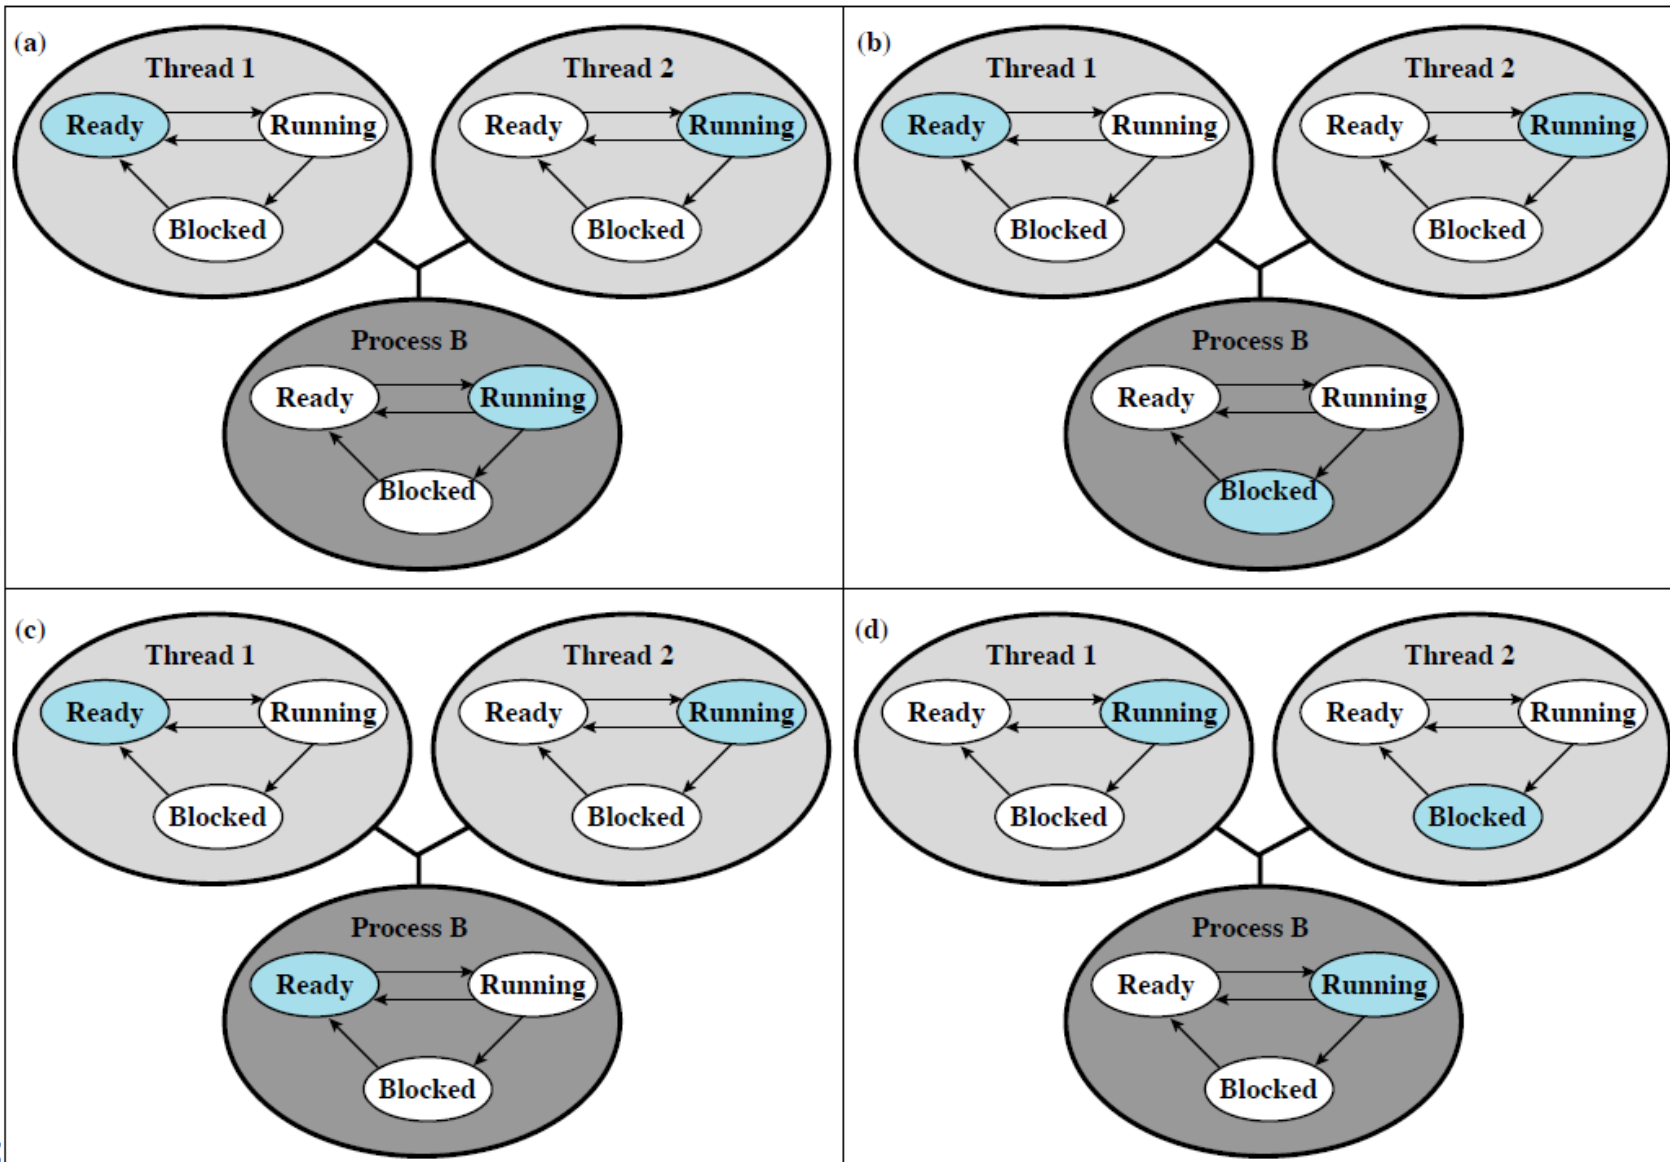 (a)
Thread 1
Thread 2
Ready
Running
Ready
Running
Blocked
Blocked
Process B
Ready
Running
Blocked
(b)
Thread 1
Thread 2
Ready
Running
Ready
Running
Blocked
Blocked
Process B
Ready
Running
Blocked
(c)
Thread 1
Thread 2
Ready
Running
Ready
Running
Blocked
Blocked
Process B
Ready
Running
Blocked
(d)
Thread 1
Thread 2
Ready
Running
Ready
Running
Blocked
Blocked
Process B
Ready
Running
Blocked